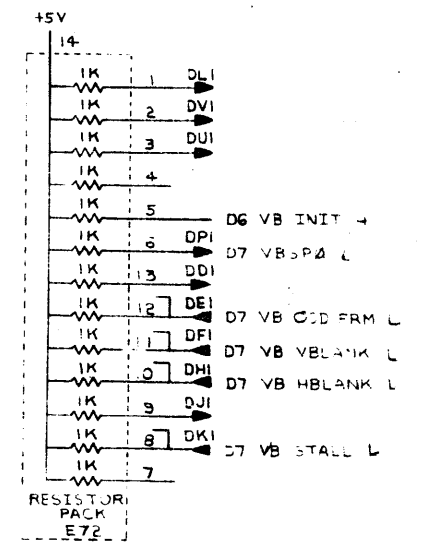 +5V
14
1K 1 DL1
1K 2 DV1
1K 3 DU1
1K 4
1K 5 D6 VB INIT H
1K 6 DP1 D7 VB SPØ L
1K 13 DD1
1K 12 DE1 D7 VB ODD FRM L
1K 11 DF1 D7 VB VBLANK L
1K 10 DH1 D7 VB HBLANK L
1K 9 DJ1
1K 8 DK1 D7 VB STALL L
1K 7
RESISTOR
PACK
E72